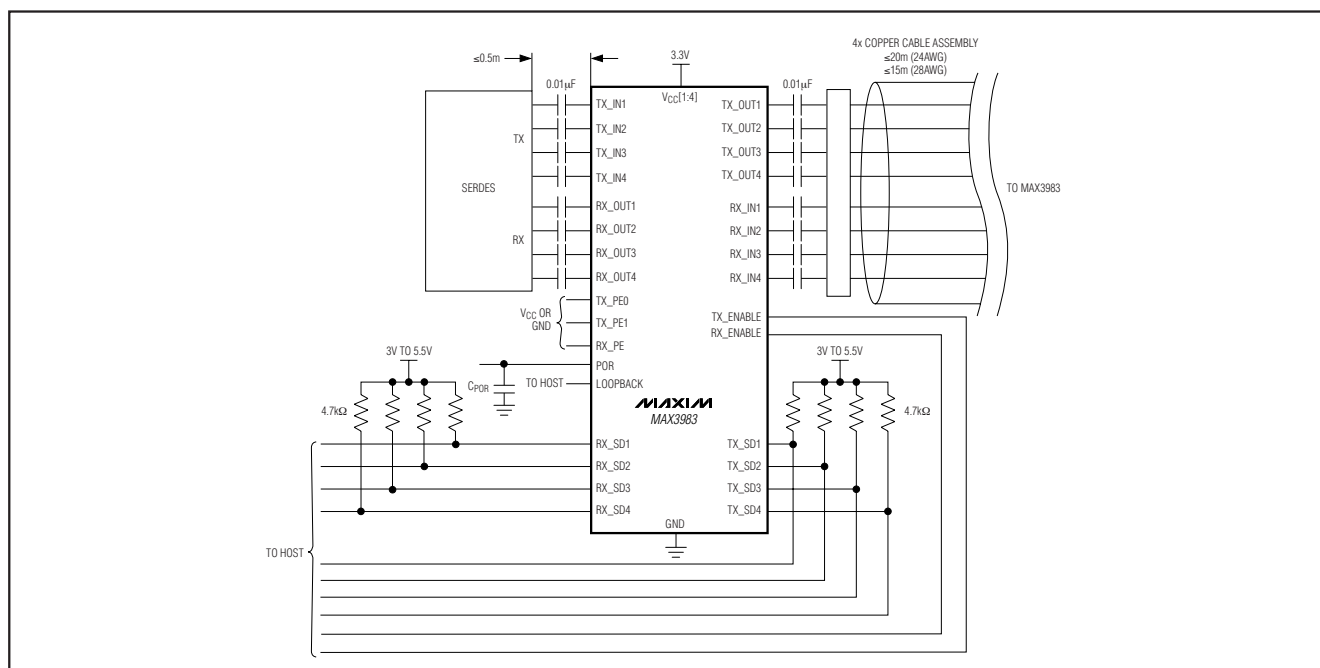 ≤0.5m
0.01µF
SERDES
TX
RX
3.3V
VCC[1:4]
TX_IN1
TX_IN2
TX_IN3
TX_IN4
RX_OUT1
RX_OUT2
RX_OUT3
RX_OUT4
TX_PE0
TX_PE1
RX_PE
POR
LOOPBACK
VCC OR
GND
CPOR
TO HOST
3V TO 5.5V
4.7kΩ
RX_SD1
RX_SD2
RX_SD3
RX_SD4
TO HOST
MAXIM
MAX3983
GND
TX_OUT1
TX_OUT2
TX_OUT3
TX_OUT4
RX_IN1
RX_IN2
RX_IN3
RX_IN4
TX_ENABLE
RX_ENABLE
TX_SD1
TX_SD2
TX_SD3
TX_SD4
0.01µF
4x COPPER CABLE ASSEMBLY
≤20m (24AWG)
≤15m (28AWG)
TO MAX3983
3V TO 5.5V
4.7kΩ